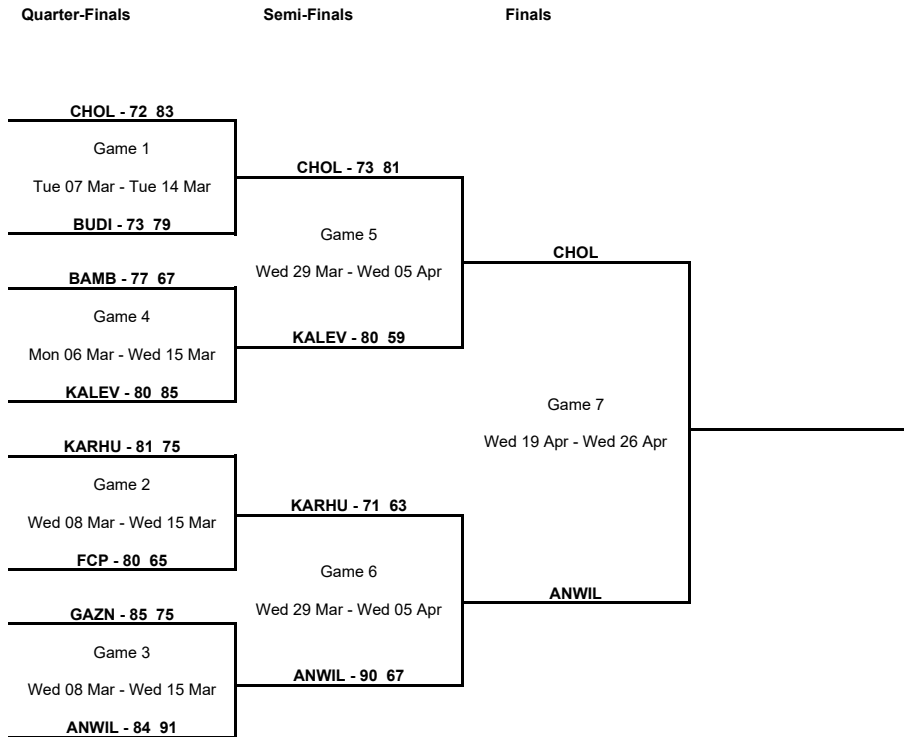 Quarter-Finals
Semi-Finals
Finals
CHOL - 72 83
Game 1
Tue 07 Mar - Tue 14 Mar
BUDI - 73 79
BAMB - 77 67
Game 4
Mon 06 Mar - Wed 15 Mar
KALEV - 80 85
KARHU - 81 75
Game 2
Wed 08 Mar - Wed 15 Mar
FCP - 80 65
GAZN - 85 75
Game 3
Wed 08 Mar - Wed 15 Mar
ANWIL - 84 91
CHOL - 73 81
Game 5
Wed 29 Mar - Wed 05 Apr
KALEV - 80 59
KARHU - 71 63
Game 6
Wed 29 Mar - Wed 05 Apr
ANWIL - 90 67
CHOL
Game 7
Wed 19 Apr - Wed 26 Apr
ANWIL